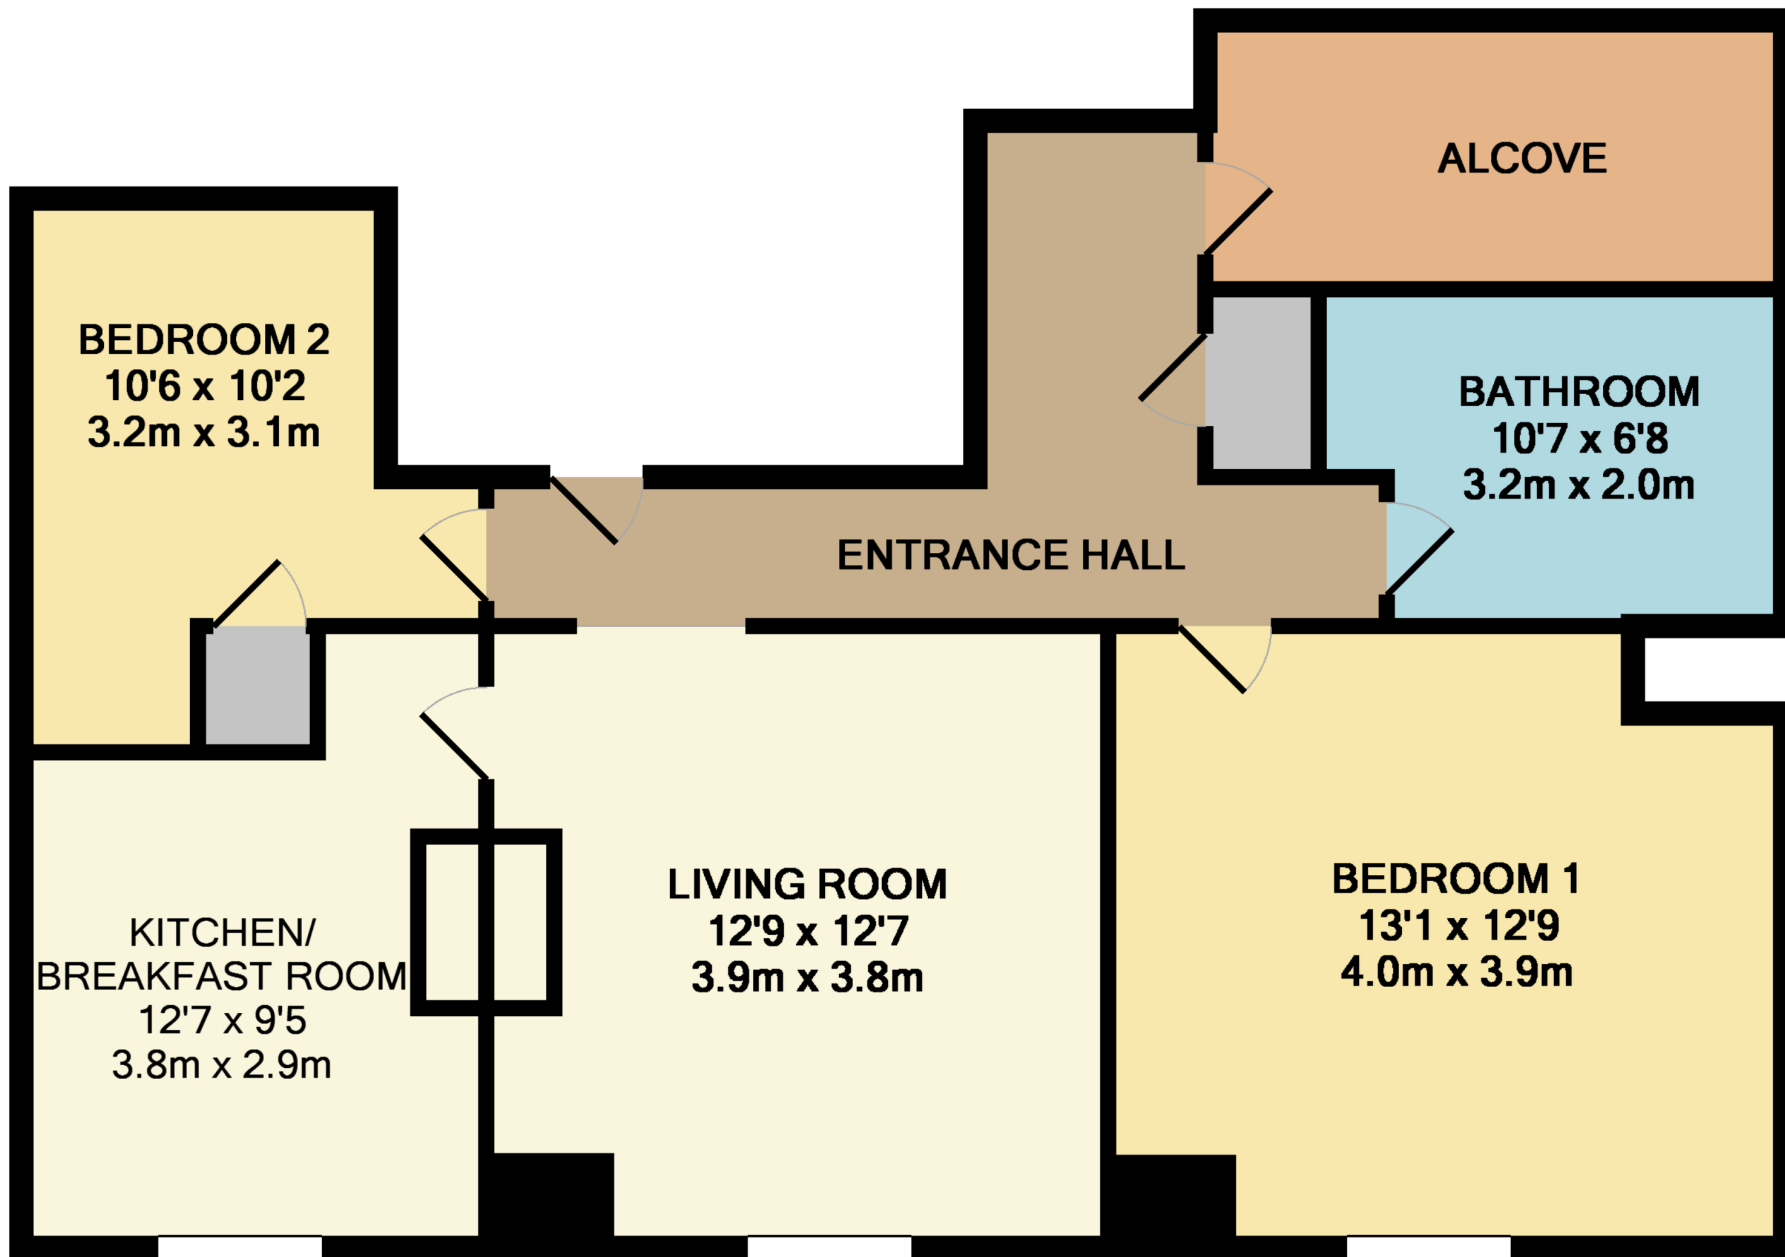 ALCOVE
BEDROOM 2
10'6 x 10'2
3.2m x 3.1m
BATHROOM
10'7 x 6'8
3.2m x 2.0m
ENTRANCE HALL
KITCHEN/
BREAKFAST ROOM
12'7 x 9'5
3.8m x 2.9m
LIVING ROOM
12'9 x 12'7
3.9m x 3.8m
BEDROOM 1
13'1 x 12'9
4.0m x 3.9m